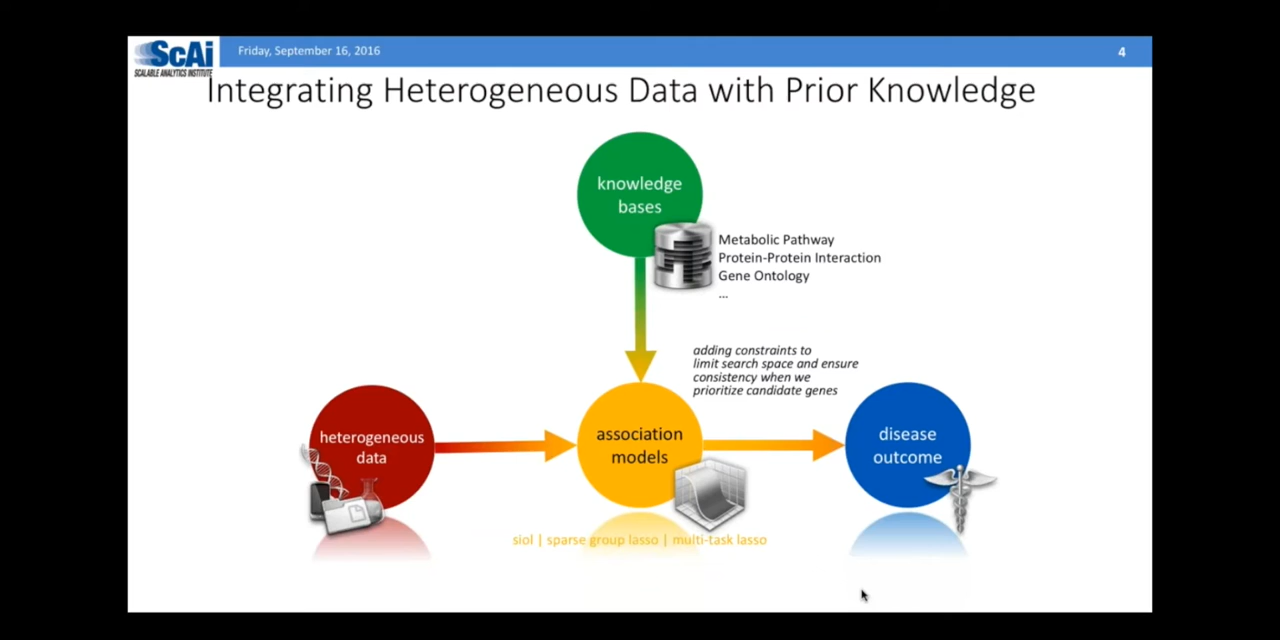 ScAi
SCALABLE ANALYTICS INSTITUTE
Friday, September 16, 2016
4
Integrating Heterogeneous Data with Prior Knowledge
knowledge
bases
Metabolic Pathway
Protein-Protein Interaction
Gene Ontology
...
adding constraints to
limit search space and ensure
consistency when we
prioritize candidate genes
heterogeneous
data
association
models
disease
outcome
siol | sparse group lasso | multi-task lasso